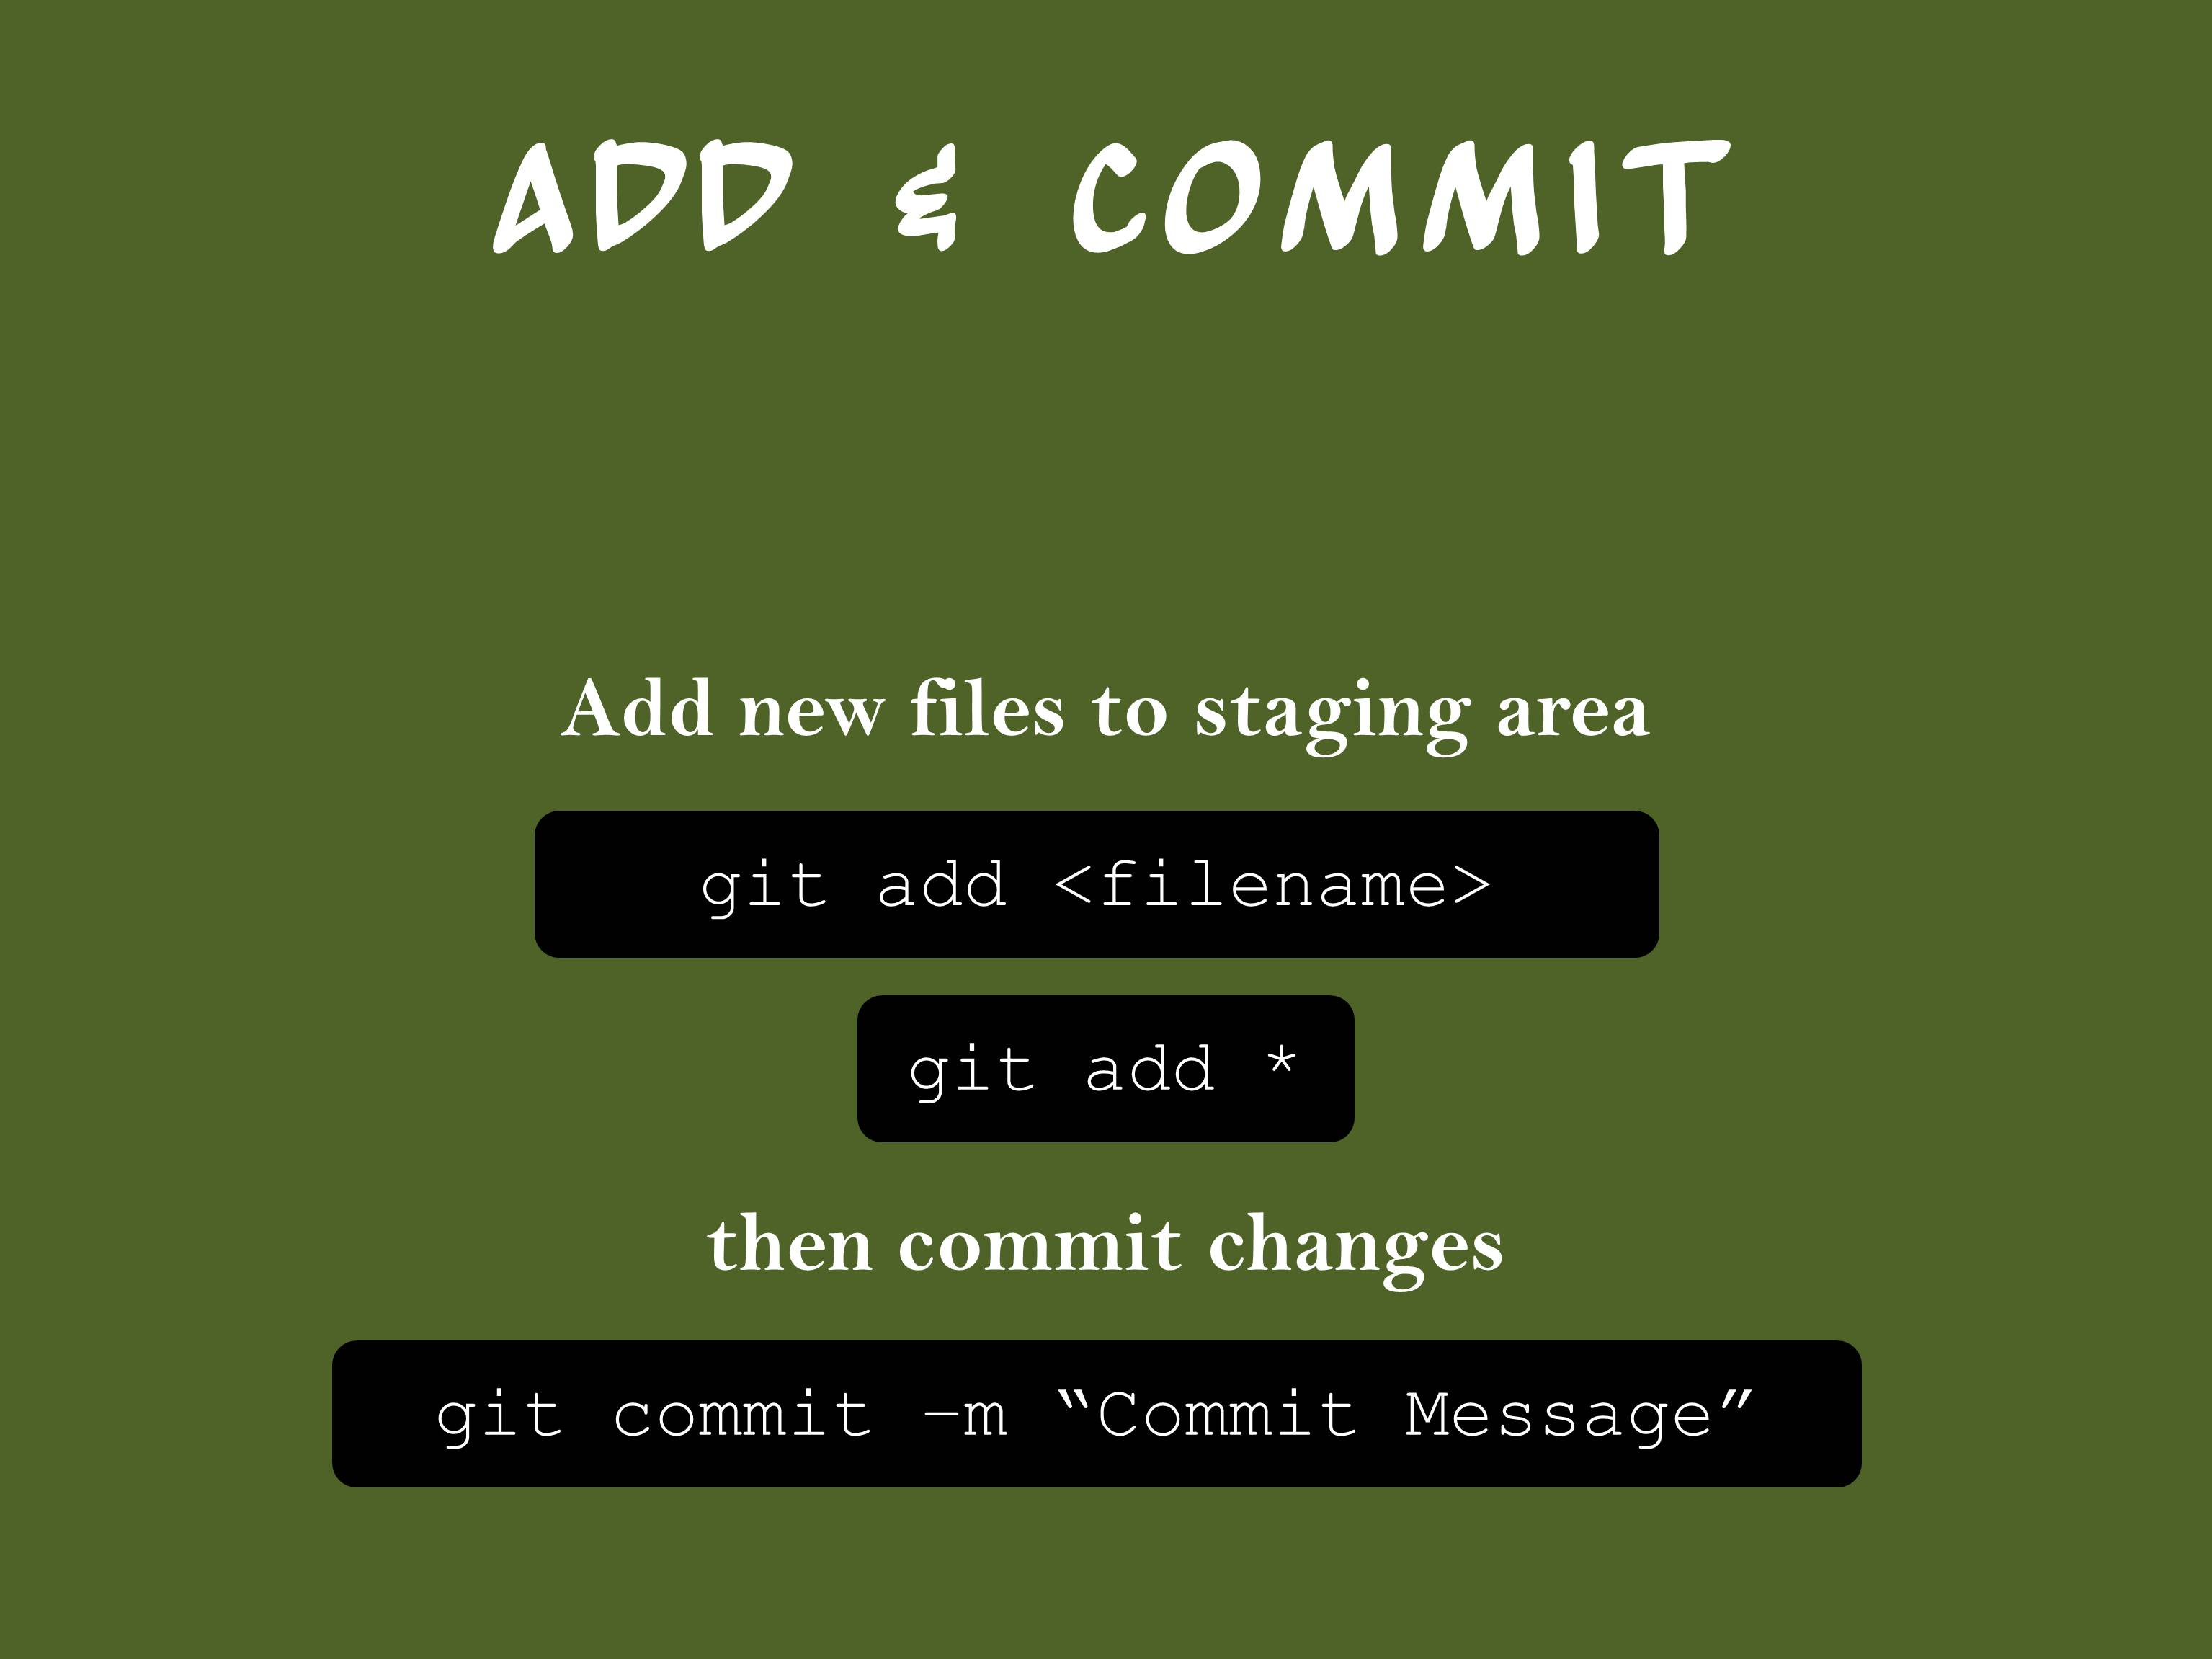 ADD & COMMIT
Add new files to staging area
git add <filename>
git add *
then commit changes
git commit –m “Commit Message”